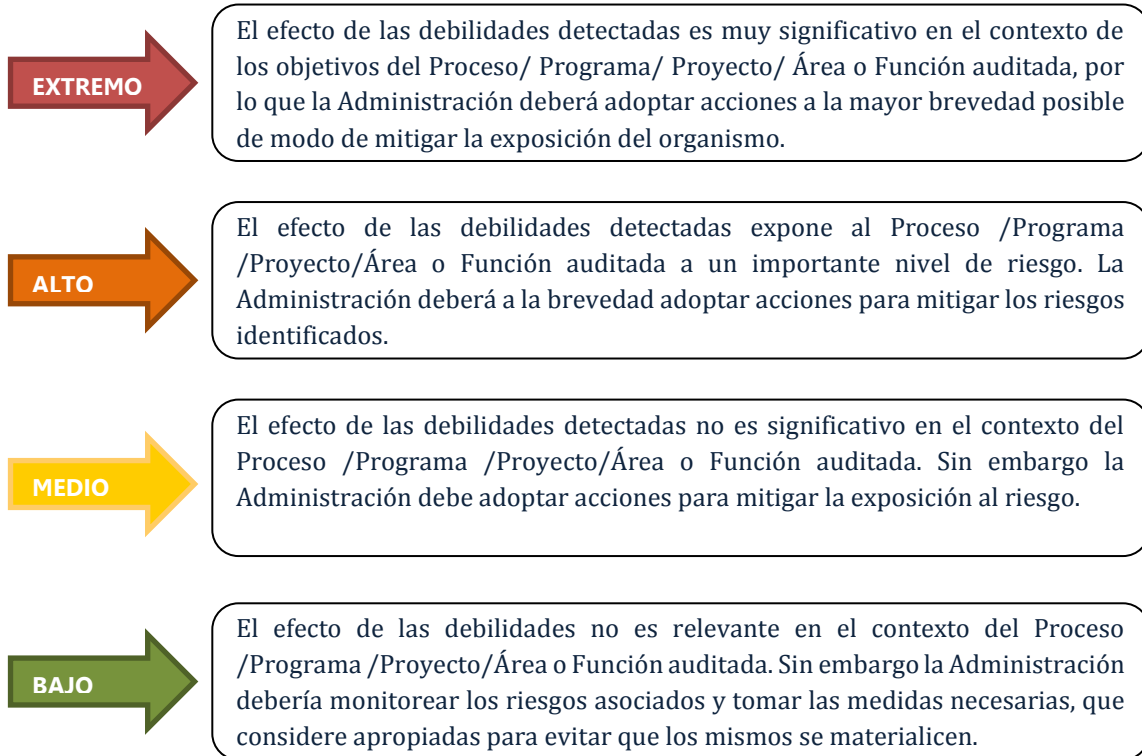 El efecto de las debilidades detectadas es muy significativo en el contexto de
los objetivos del Proceso/ Programa/ Proyecto/ Área o Función auditada, por
EXTREMO
lo que la Administración deberá adoptar acciones a la mayor brevedad posible
de modo de mitigar la exposición del organismo.
El efecto de las debilidades detectadas expone al Proceso /Programa
/Proyecto/Área o Función auditada a un importante nivel de riesgo. La
ALTO
Administración deberá a la brevedad adoptar acciones para mitigar los riesgos
identificados.
El efecto de las debilidades detectadas no es significativo en el contexto del
Proceso /Programa /Proyecto/Área o Función auditada. Sin embargo la
MEDIO
Administración debe adoptar acciones para mitigar la exposición al riesgo.
El efecto de las debilidades no es relevante en el contexto del Proceso
/Programa /Proyecto/Área o Función auditada. Sin embargo la Administración
BAJO
debería monitorear los riesgos asociados y tomar las medidas necesarias, que
considere apropiadas para evitar que los mismos se materialicen.